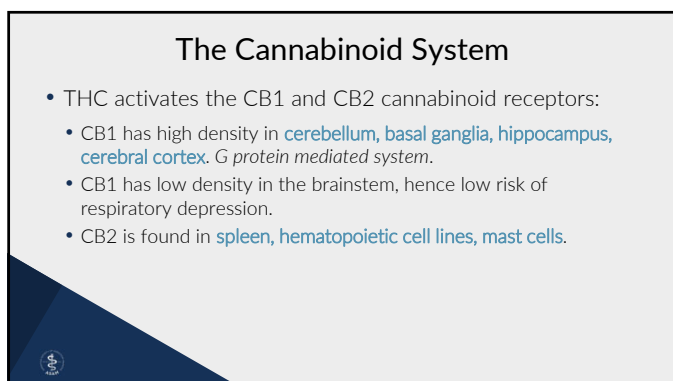 The Cannabinoid System
• THC activates the CB1 and CB2 cannabinoid receptors:
• CB1 has high density in cerebellum, basal ganglia, hippocampus,
cerebral cortex. G protein mediated system.
• CB1 has low density in the brainstem, hence low risk of
respiratory depression.
• CB2 is found in spleen, hematopoietic cell lines, mast cells.